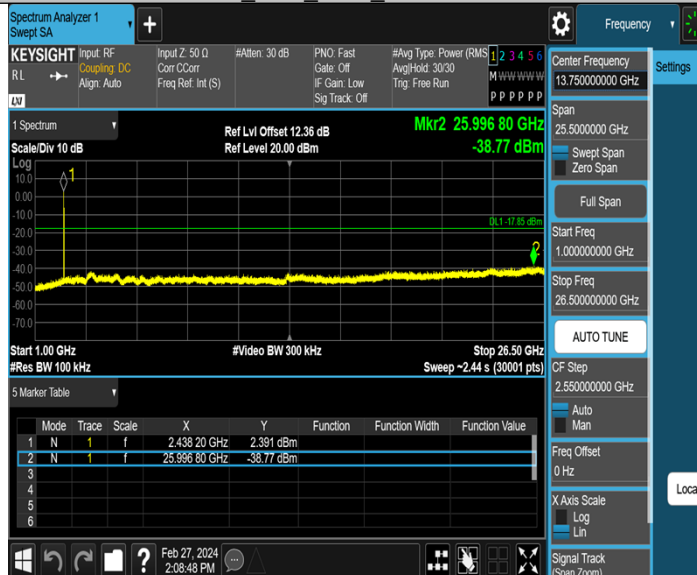 Spectrum Analyzer 1
Swept SA
+
Frequency
KEYSIGHT
RL
LXI
Input: RF
Coupling: DC
Align: Auto
Input Z: 50 Ω
Corr CCorr
Freq Ref: Int (S)
#Atten: 30 dB
PNO: Fast
Gate: Off
IF Gain: Low
Sig Track: Off
#Avg Type: Power (RMS
Avg|Hold: 30/30
Trig: Free Run
1 2 3 4 5 6
M W W W W W
P P P P P P
1 Spectrum
Scale/Div 10 dB
Ref Lvl Offset 12.36 dB
Ref Level 20.00 dBm
Mkr2 25.996 80 GHz
-38.77 dBm
Log
10.0
0.00
-10.0
-20.0
-30.0
-40.0
-50.0
-60.0
-70.0
1
DL1 -17.85 dBm
2
Start 1.00 GHz
#Res BW 100 kHz
#Video BW 300 kHz
Stop 26.50 GHz
Sweep ~2.44 s (30001 pts)
5 Marker Table
Mode Trace Scale X Y Function Function Width Function Value
1 N 1 f 2.438 20 GHz 2.391 dBm
2 N 1 f 25.996 80 GHz -38.77 dBm
3
4
5
6
?
Feb 27, 2024
2:08:48 PM
Center Frequency
13.750000000 GHz
Settings
Span
25.5000000 GHz
Swept Span
Zero Span
Full Span
Start Freq
1.000000000 GHz
Stop Freq
26.500000000 GHz
AUTO TUNE
CF Step
2.550000000 GHz
Auto
Man
Freq Offset
0 Hz
X Axis Scale
Log
Lin
Signal Track
(Span Zoom)
Loca